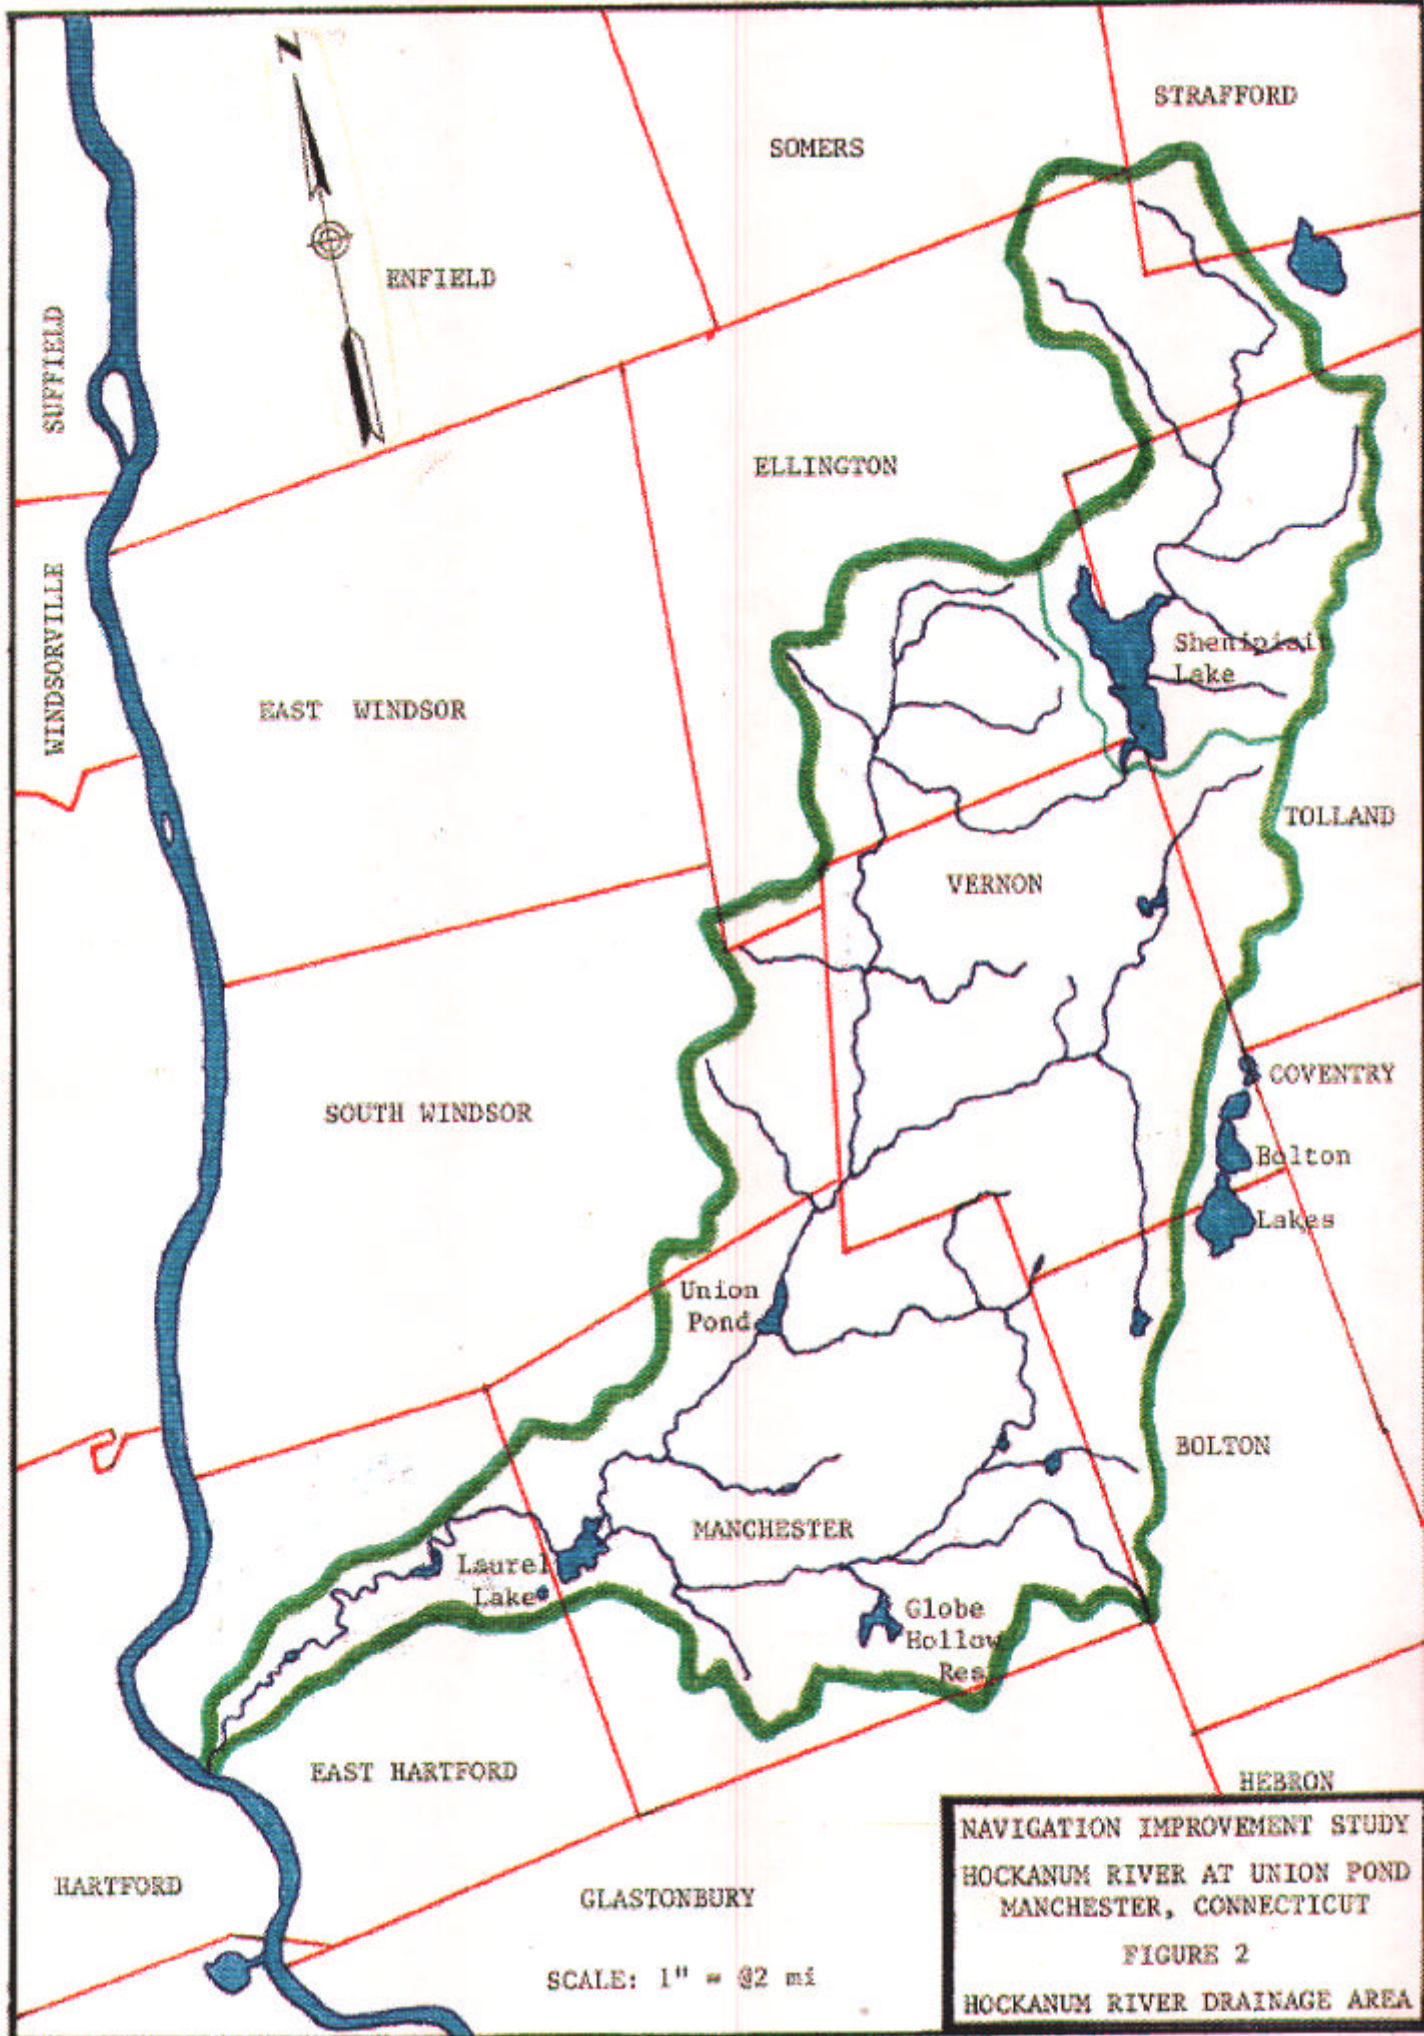 N
STRAFFORD
SOMERS
ENFIELD
SUFFIELD
ELLINGTON
WINDSORVILLE
Shenipisit
Lake
EAST WINDSOR
TOLLAND
VERNON
COVENTRY
SOUTH WINDSOR
Bolton
Lakes
Union
Pond
BOLTON
MANCHESTER
Laurel
Lake
Globe
Hollow
Res
EAST HARTFORD
HEBRON
HARTFORD
GLASTONBURY
SCALE: 1" = @2 mi
NAVIGATION IMPROVEMENT STUDY
HOCKANUM RIVER AT UNION POND
MANCHESTER, CONNECTICUT
FIGURE 2
HOCKANUM RIVER DRAINAGE AREA